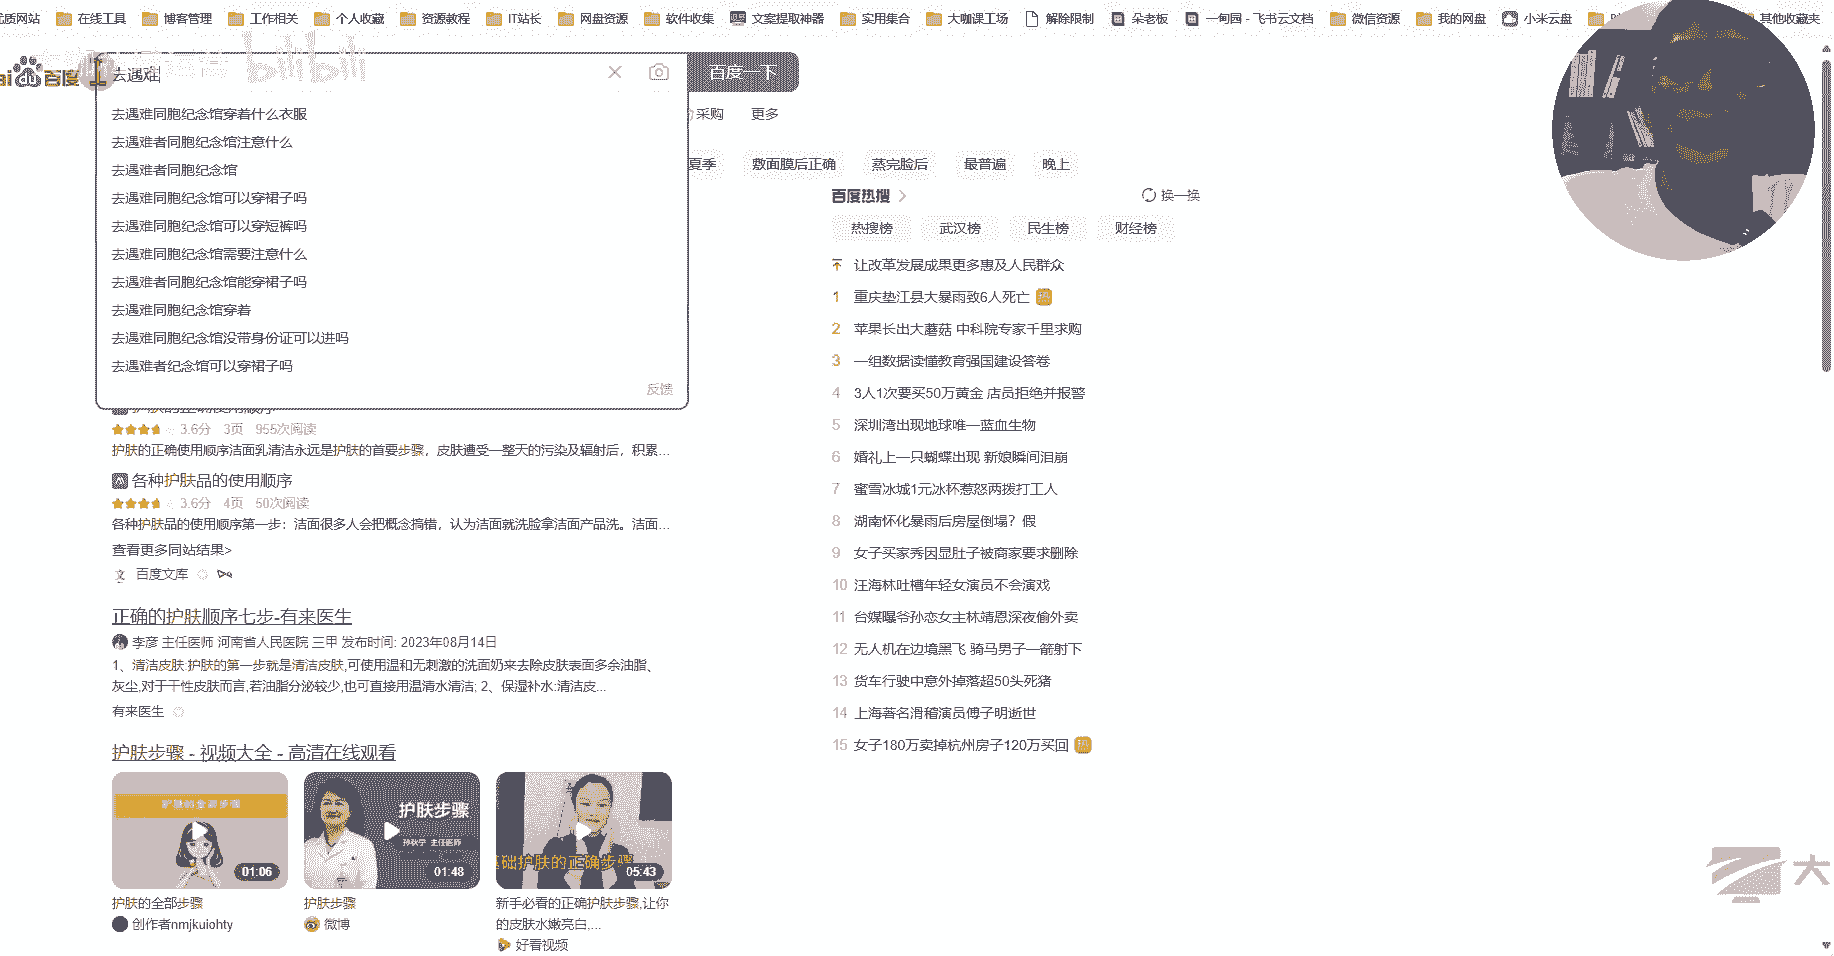 优质网站 在线工具 博客管理 工作相关 个人收藏 资源教程 IT站长 网盘资源 软件收集 文案提取神器 实用集合 大咖课工场 解除限制 朵老板 一甸园 - 飞书云文档 微信资源 我的网盘 小米云盘 其他收藏夹
bilibili
百度 去遇难 百度一下
采购 更多
去遇难同胞纪念馆穿着什么衣服
去遇难者同胞纪念馆注意什么
去遇难者同胞纪念馆
去遇难同胞纪念馆可以穿裙子吗
去遇难同胞纪念馆可以穿短裤吗
去遇难同胞纪念馆需要注意什么
去遇难者同胞纪念馆能穿裙子吗
去遇难同胞纪念馆穿着
去遇难同胞纪念馆没带身份证可以进吗
去遇难者纪念馆可以穿裙子吗
反馈
夏季 敷面膜后正确 蒸完脸后 最普遍 晚上
护肤的正确使用顺序
3.6分 3页 955次阅读
护肤的正确使用顺序洁面乳清洁永远是护肤的首要步骤，皮肤遭受一整天的污染及辐射后，积累...
各种护肤品的使用顺序
3.6分 4页 50次阅读
各种护肤品的使用顺序第一步：洁面很多人会把概念搞错，认为洁面就洗脸拿洁面产品洗。洁面...
查看更多同站结果>
百度文库
正确的护肤顺序七步-有来医生
李彦 主任医师 河南省人民医院 三甲 发布时间: 2023年08月14日
1、清洁皮肤:护肤的第一步就是清洁皮肤,可使用温和无刺激的洗面奶来去除皮肤表面多余油脂、
灰尘,对于干性皮肤而言,若油脂分泌较少,也可直接用温清水清洁; 2、保湿补水:清洁皮...
有来医生
护肤步骤 - 视频大全 - 高清在线观看
护肤的全部步骤
01:06
护肤步骤
孙秋宁 主任医师
01:48
基础护肤的正确步骤
05:43
护肤的全部步骤
创作者nmjkuiohty
护肤步骤
微博
新手必看的正确护肤步骤,让你
的皮肤水嫩亮白,...
好看视频
百度热搜 换一换
热搜榜 武汉榜 民生榜 财经榜
让改革发展成果更多惠及人民群众
1 重庆垫江县大暴雨致6人死亡 热
2 苹果长出大蘑菇 中科院专家千里求购
3 一组数据读懂教育强国建设答卷
4 3人1次要买50万黄金 店员拒绝并报警
5 深圳湾出现地球唯一蓝血生物
6 婚礼上一只蝴蝶出现 新娘瞬间泪崩
7 蜜雪冰城1元冰杯惹怒两拨打工人
8 湖南怀化暴雨后房屋倒塌？假
9 女子买家秀因显肚子被商家要求删除
10 汪海林吐槽年轻女演员不会演戏
11 台媒曝爷孙恋女主林靖恩深夜偷外卖
12 无人机在边境黑飞 骑马男子一箭射下
13 货车行驶中意外掉落超50头死猪
14 上海著名滑稽演员傅子明逝世
15 女子180万卖掉杭州房子120万买回 热
大